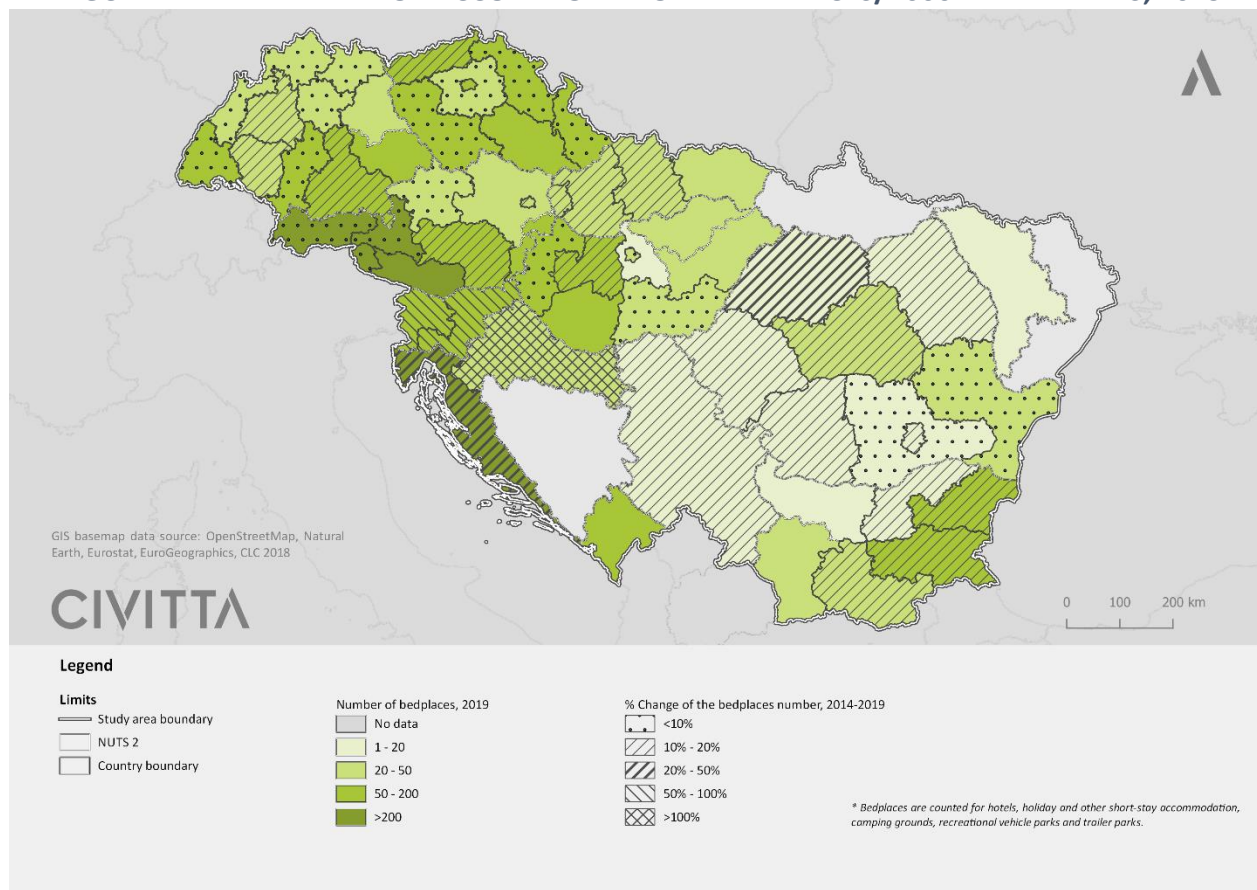 GIS basemap data source: OpenStreetMap, Natural
Earth, Eurostat, EuroGeographics, CLC 2018
CIVITTA
0 100 200 km
Legend
Limits
Study area boundary
NUTS 2
Country boundary
Number of bedplaces, 2019
No data
1 - 20
20 - 50
50 - 200
>200
% Change of the bedplaces number, 2014-2019
<10%
10% - 20%
20% - 50%
50% - 100%
>100%
* Bedplaces are counted for hotels, holiday and other short-stay accommodation,
camping grounds, recreational vehicle parks and trailer parks.